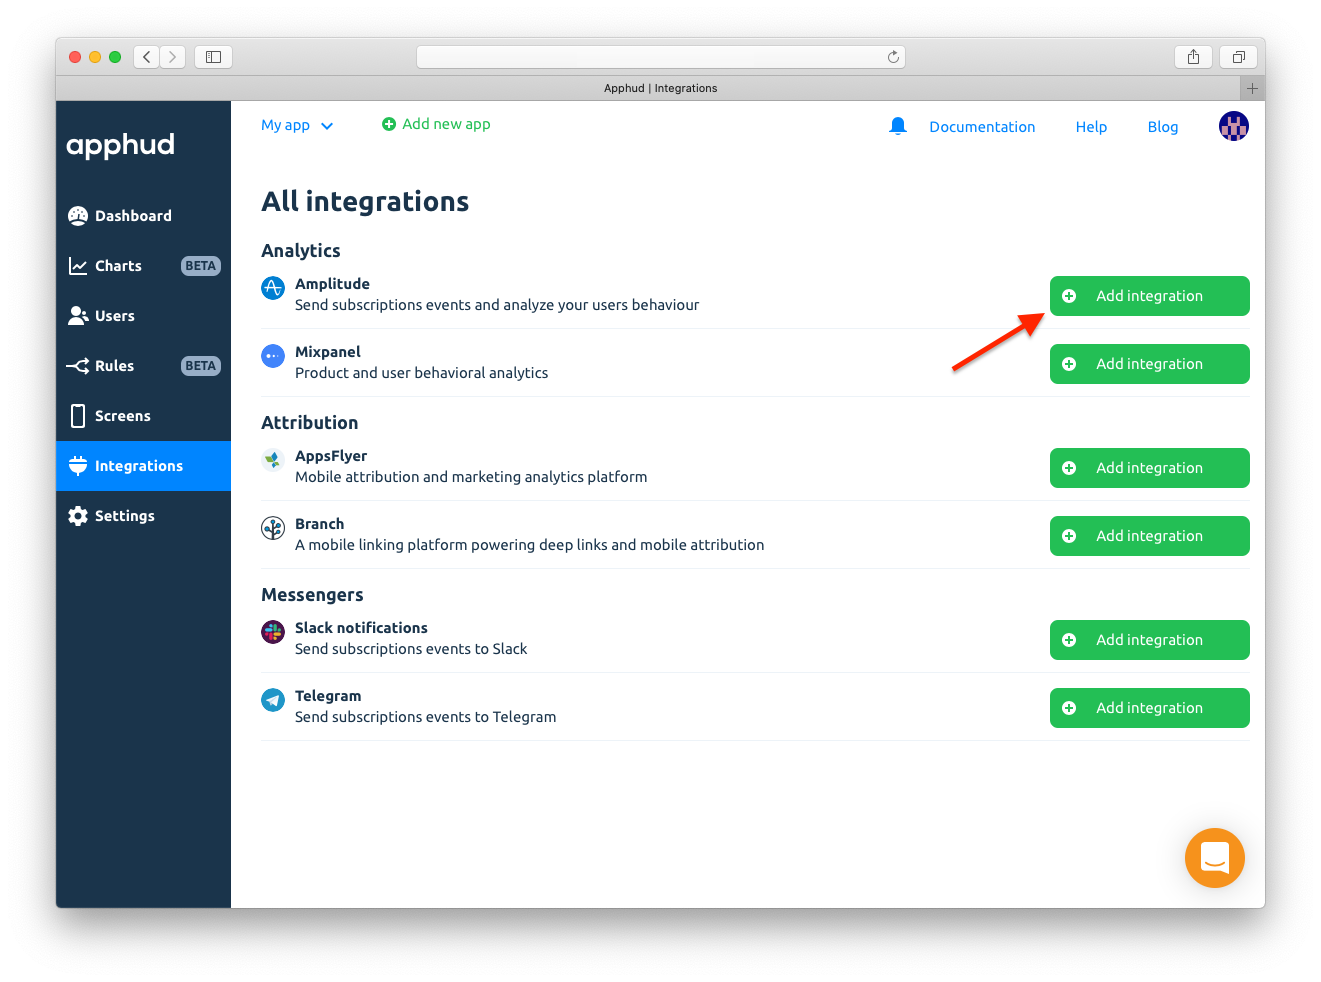 Apphud | Integrations
apphud
My app
Add new app
Documentation
Help
Blog
Dashboard
Charts BETA
Users
Rules BETA
Screens
Integrations
Settings
All integrations
Analytics
Amplitude
Send subscriptions events and analyze your users behaviour
Add integration
Mixpanel
Product and user behavioral analytics
Add integration
Attribution
AppsFlyer
Mobile attribution and marketing analytics platform
Add integration
Branch
A mobile linking platform powering deep links and mobile attribution
Add integration
Messengers
Slack notifications
Send subscriptions events to Slack
Add integration
Telegram
Send subscriptions events to Telegram
Add integration